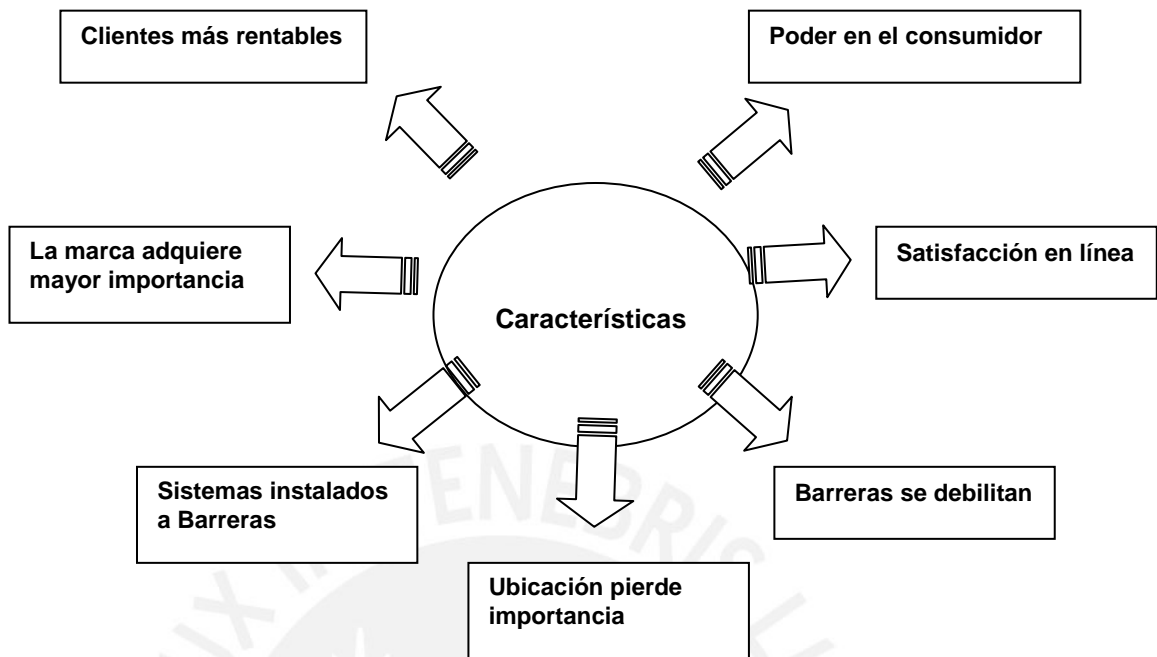 Clientes más rentables
Poder en el consumidor
La marca adquiere
mayor importancia
Satisfacción en línea
Características
Sistemas instalados
a Barreras
Barreras se debilitan
Ubicación pierde
importancia
TENEBRIS